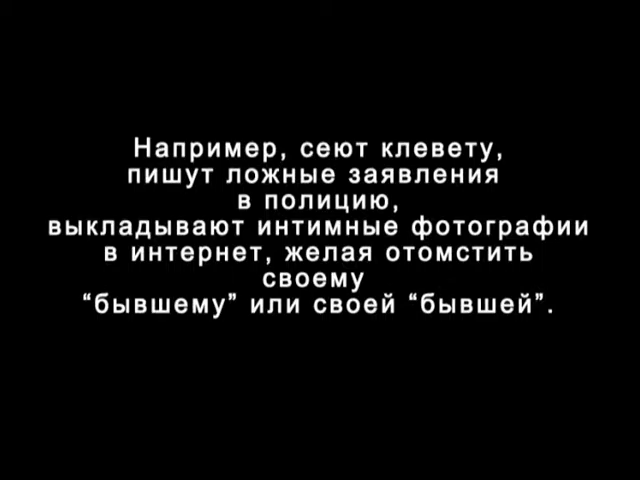 Например, сеют клевету,
пишут ложные заявления
в полицию,
выкладывают интимные фотографии
в интернет, желая отомстить
своему
“бывшему” или своей “бывшей”.